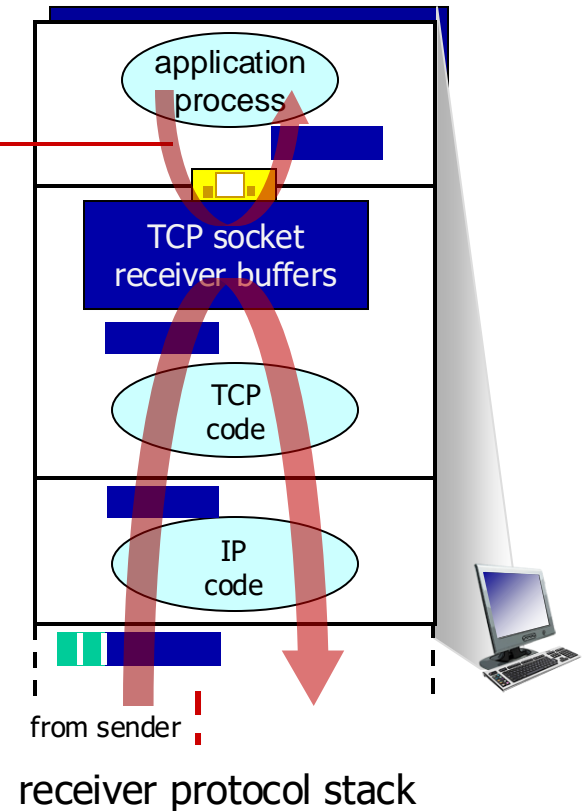 application
process
TCP socket
receiver buffers
TCP
code
IP
code
from sender
receiver protocol stack